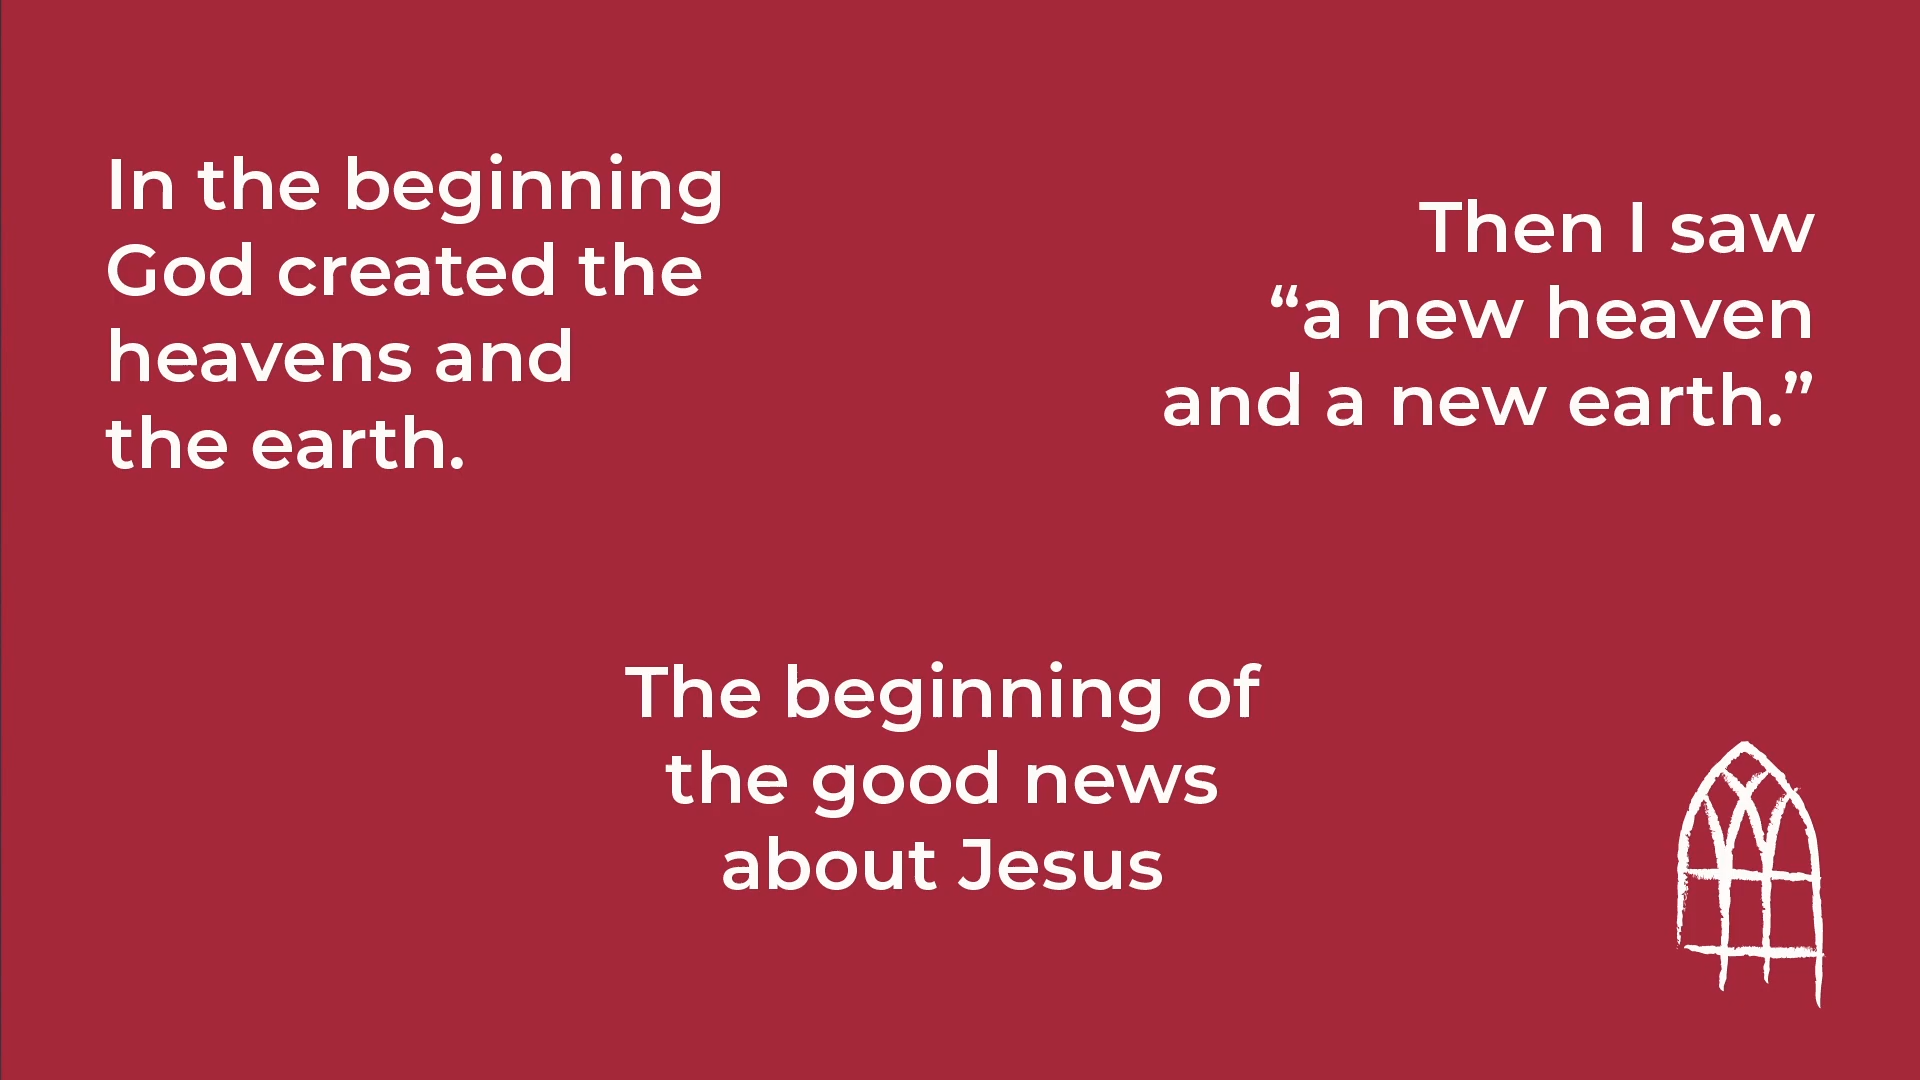 In the beginning
God created the
heavens and
the earth.
Then I saw
“a new heaven
and a new earth.”
The beginning of
the good news
about Jesus